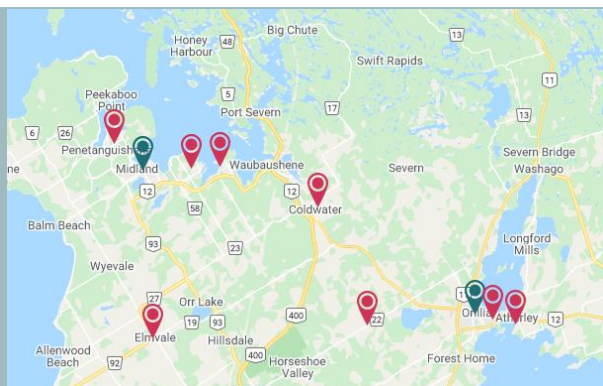 Big Chute
Honey
Harbour
48
13
Swift Rapids
11
Peekaboo
Point
5
17
Port Severn
13
6
26
Penetanguishene
Severn Bridge
Midland
Waubaushene
Severn
Washago
12
12
58
Coldwater
Balm Beach
93
23
Longford
Mills
Wyevale
27
Orr Lake
400
Orillia
Atherley
12
19
93
22
Elmvale
Hillsdale
Allenwood
Beach
92
400
Horseshoe
Valley
Forest Home